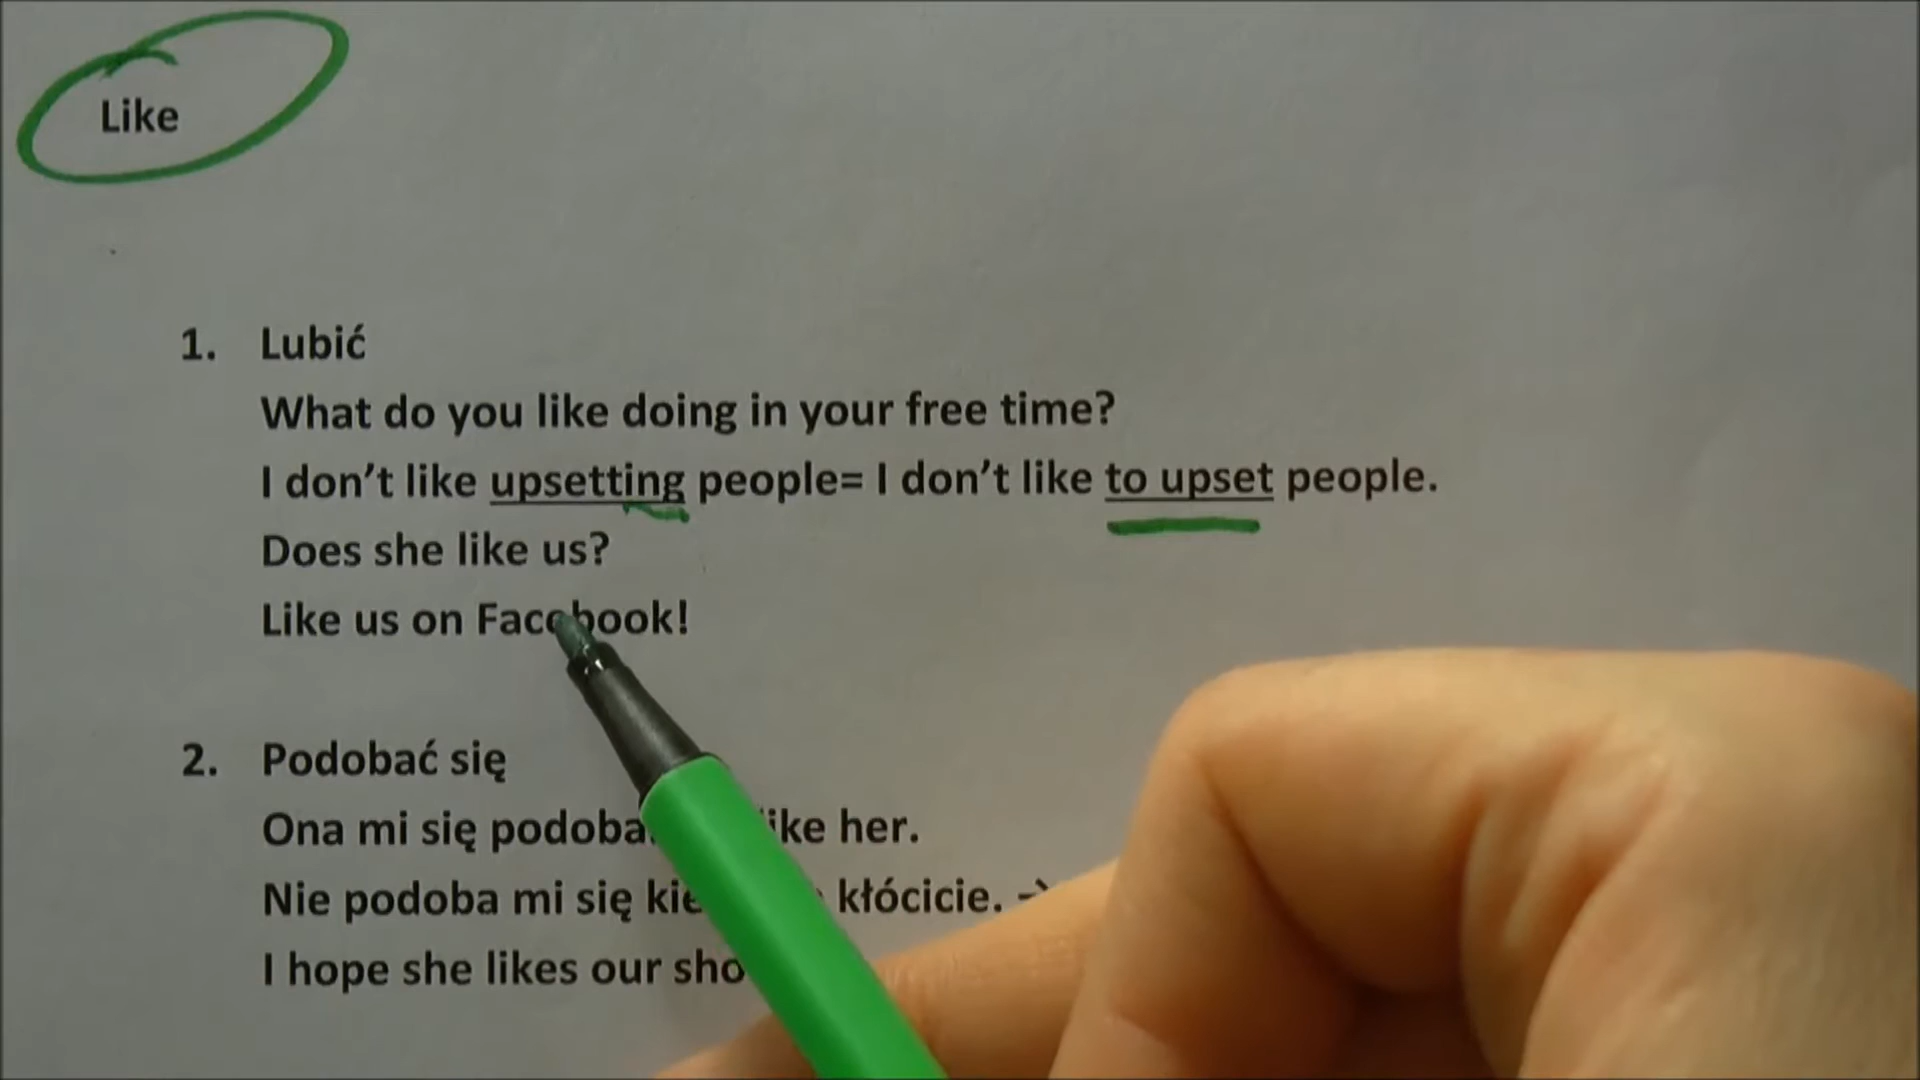 Like
1. Lubić
What do you like doing in your free time?
I don’t like upsetting people= I don’t like to upset people.
Does she like us?
Like us on Facebook!
2. Podobać się
Ona mi się podoba. like her.
Nie podoba mi się kłócicie. →
I hope she likes our